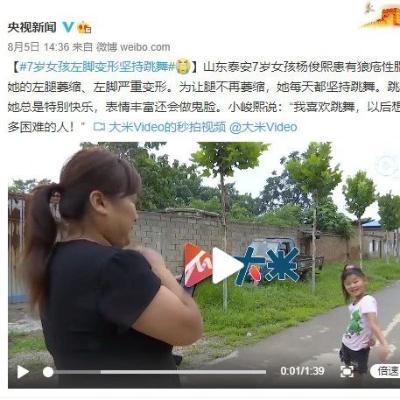 央视新闻
8月5日 14:36 来自 微博 weibo.com
【#7岁女孩左脚变形坚持跳舞#】山东泰安7岁女孩杨俊熙患有狼疮性
她的左腿萎缩、左脚严重变形。为让腿不再萎缩，她每天都坚持跳舞。跳
她总是特别快乐，表情丰富还会做鬼脸。小峻熙说："我喜欢跳舞，以后想
多困难的人！" 大米Video的秒拍视频 @大米Video
大米
0:01/1:39
倍速